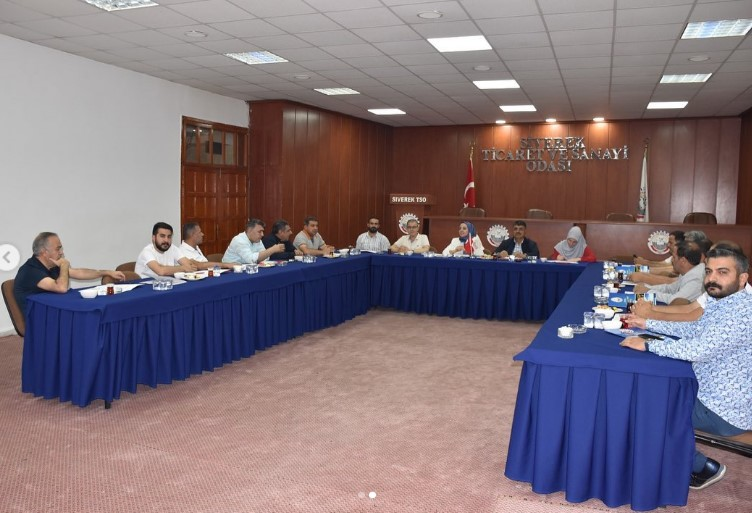 SİVEREK
TİCARET VE SANAYİ
ODASI
SİVEREK TSO